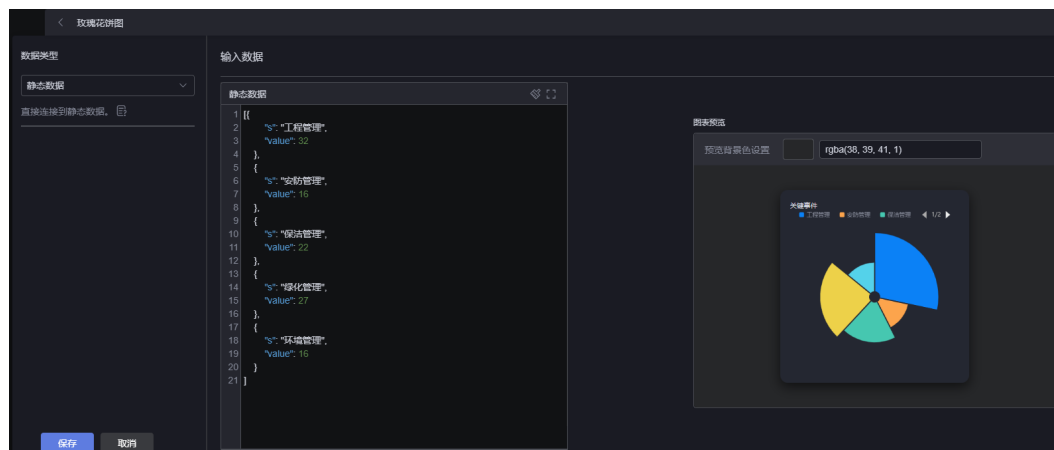 玫瑰花饼图
数据类型
静态数据
直接连接到静态数据。
保存
取消
输入数据
静态数据
1 [{
2 "s": "工程管理",
3 "value": 32
4 },
5 {
6 "s": "安防管理",
7 "value": 16
8 },
9 {
10 "s": "保洁管理",
11 "value": 22
12 },
13 {
14 "s": "绿化管理",
15 "value": 27
16 },
17 {
18 "s": "环境管理",
19 "value": 16
20 }
21 ]
图表预览
预览背景色设置 rgba(38, 39, 41, 1)
关键事件
工程管理 安防管理 保洁管理 1/2